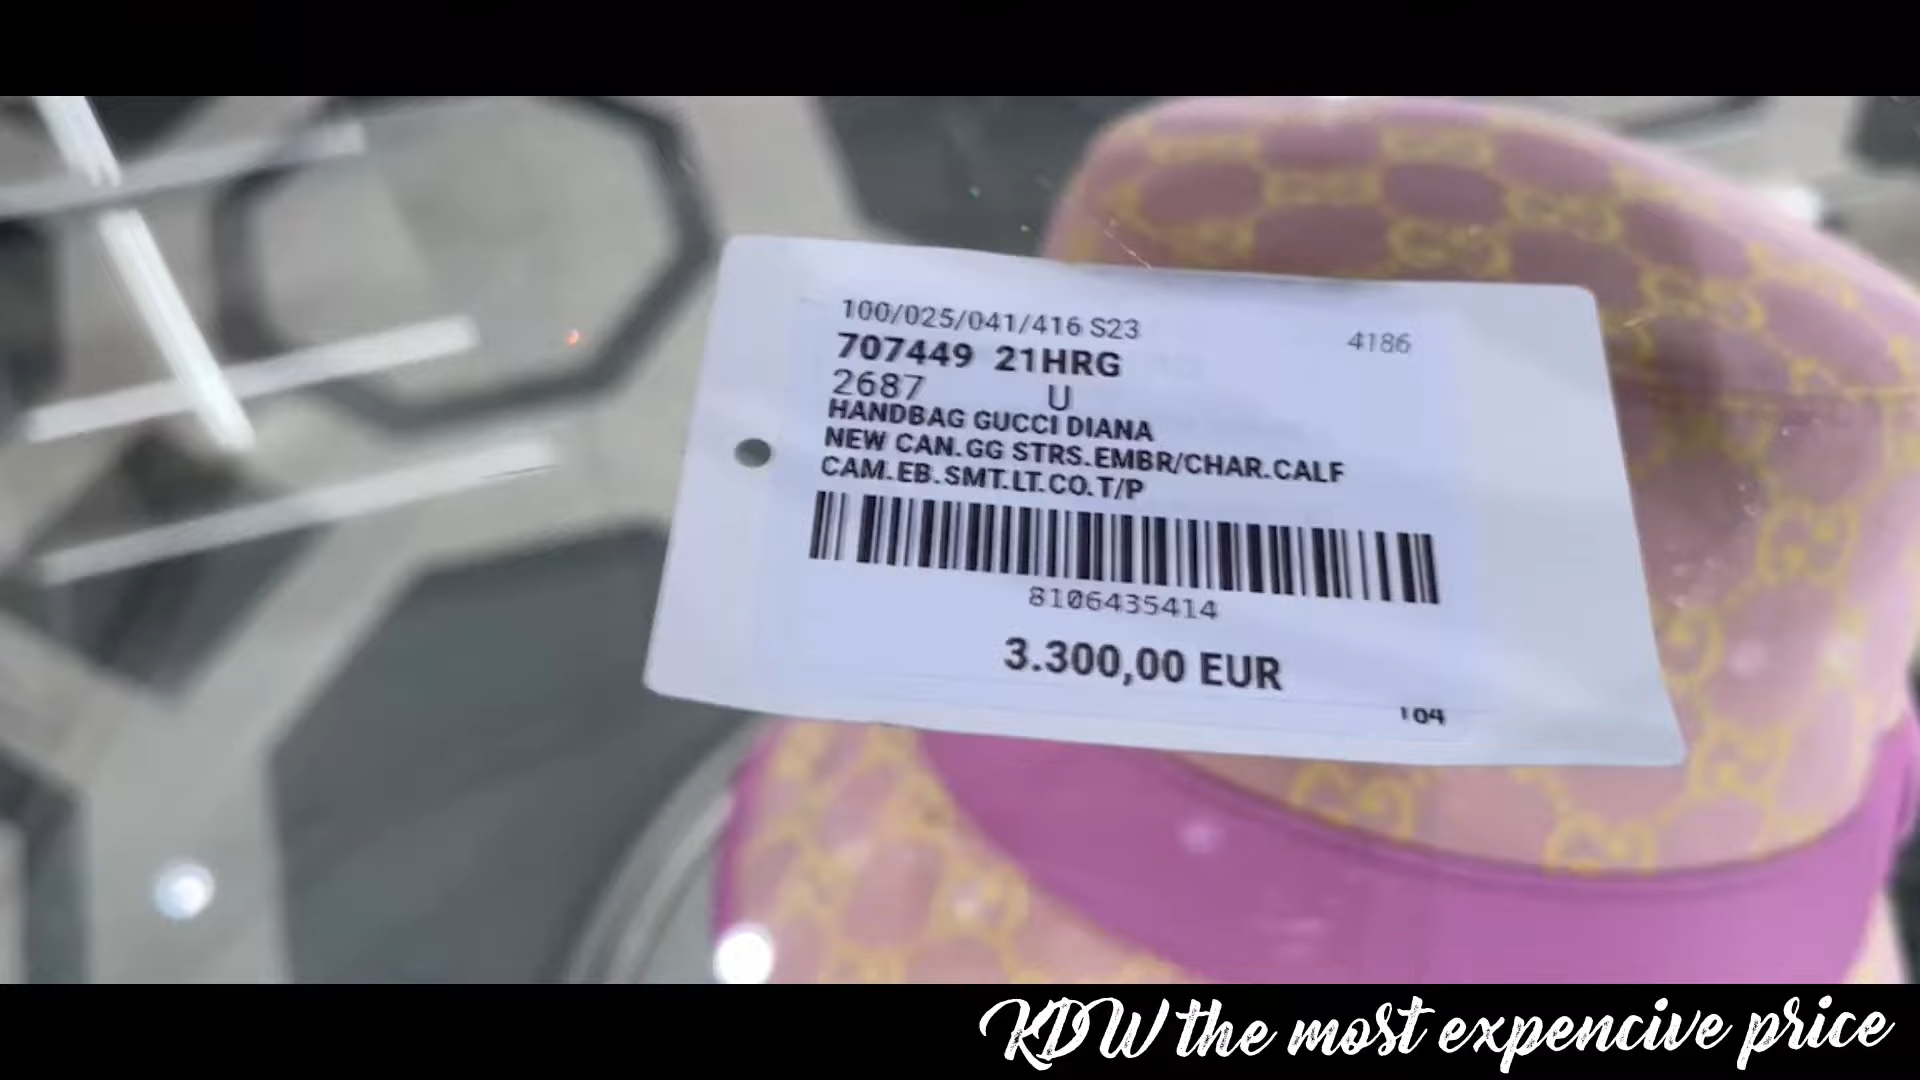 100/025/041/416 S23 4186
707449 21HRG
2687 U
HANDBAG GUCCI DIANA
NEW CAN.GG STRS.EMBR/CHAR.CALF
CAM.EB.SMT.LT.CO.T/P
8106435414
3.300,00 EUR
104
KDW the most expencive price